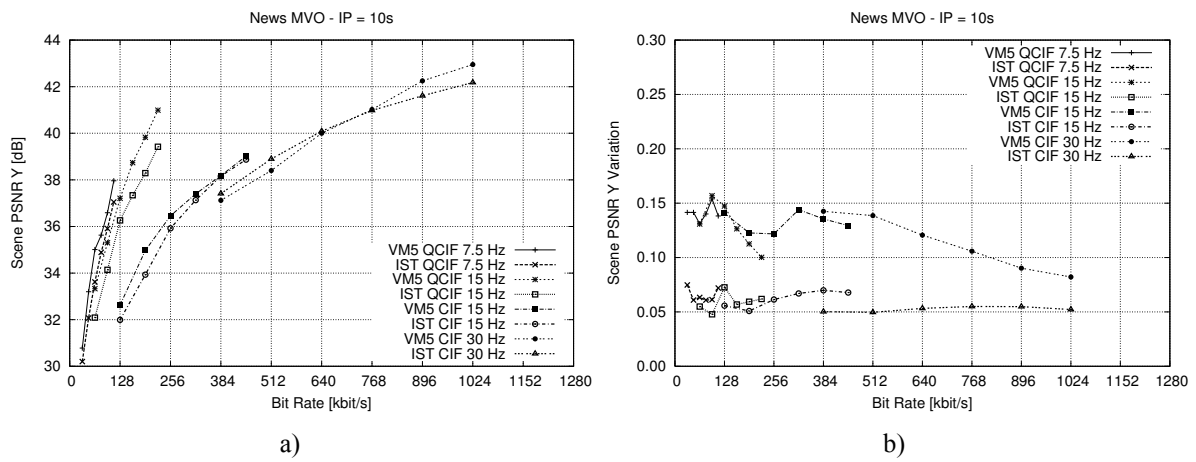 News MVO - IP = 10s
44
42
40
38
36
34
32
30
Scene PSNR Y [dB]
VM5 QCIF 7.5 Hz
IST QCIF 7.5 Hz
VM5 QCIF 15 Hz
IST QCIF 15 Hz
VM5 CIF 15 Hz
IST CIF 15 Hz
VM5 CIF 30 Hz
IST CIF 30 Hz
0 128 256 384 512 640 768 896 1024 1152 1280
Bit Rate [kbit/s]
a)
News MVO - IP = 10s
0.30
0.25
0.20
0.15
0.10
0.05
0.00
Scene PSNR Y Variation
VM5 QCIF 7.5 Hz
IST QCIF 7.5 Hz
VM5 QCIF 15 Hz
IST QCIF 15 Hz
VM5 CIF 15 Hz
IST CIF 15 Hz
VM5 CIF 30 Hz
IST CIF 30 Hz
0 128 256 384 512 640 768 896 1024 1152 1280
Bit Rate [kbit/s]
b)